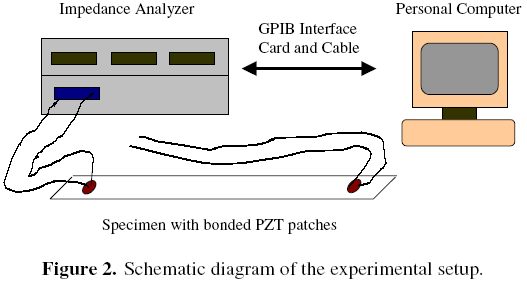 Impedance Analyzer
GPIB Interface
Card and Cable
Personal Computer
Specimen with bonded PZT patches
Figure 2. Schematic diagram of the experimental setup.